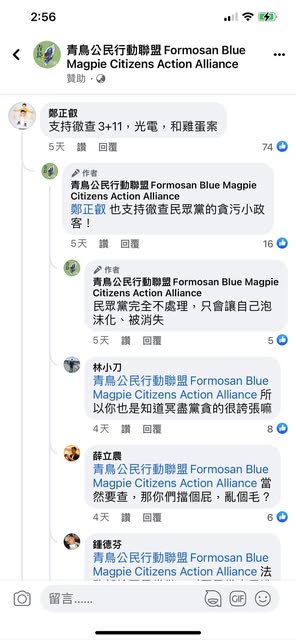 2:56
青鳥公民行動聯盟 Formosan Blue
Magpie Citizens Action Alliance
贊助 ·
鄭正叡
支持徹查3+11，光電，和雞蛋案
5天 讚 回覆 74
作者
青鳥公民行動聯盟 Formosan Blue Magpie
Citizens Action Alliance
鄭正叡 也支持徹查民眾黨的貪污小政
客！
5天 讚 回覆 16
作者
青鳥公民行動聯盟 Formosan Blue Magpie
Citizens Action Alliance
民眾黨完全不處理，只會讓自己泡
沫化、被消失
5天 讚 回覆 5
林小刀
青鳥公民行動聯盟 Formosan Blue
Magpie Citizens Action Alliance 所
以你也是知道冥盡黨貪的很誇張嘛
4天 讚 回覆 8
薛立農
青鳥公民行動聯盟 Formosan Blue
Magpie Citizens Action Alliance 當
然要查，那你們擋個屁，亂個毛？
4天 讚 回覆 6
鍾德芬
青鳥公民行動聯盟 Formosan Blue
Magpie Citizens Action Alliance 法
留言……
GIF